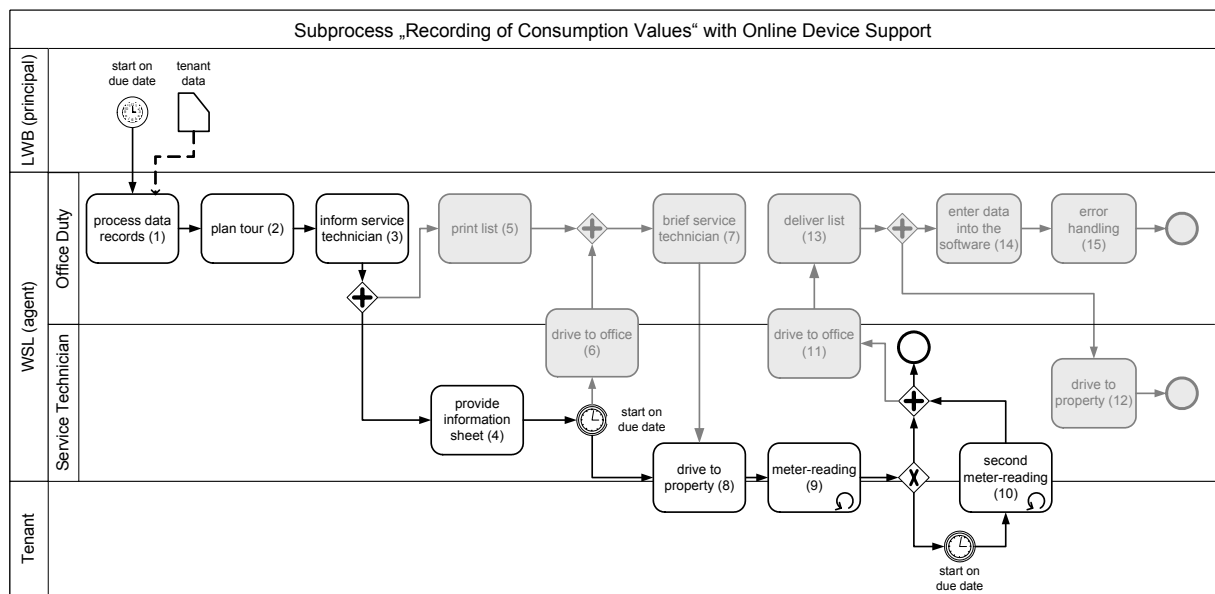 Subprocess „Recording of Consumption Values“ with Online Device Support
LWB (principal)
start on
due date
tenant
data
WSL (agent)
Office Duty
process data
records (1)
plan tour (2)
inform service
technician (3)
print list (5)
brief service
technician (7)
deliver list
(13)
enter data
into the
software (14)
error
handling
(15)
Service Technician
drive to office
(6)
drive to office
(11)
provide
information
sheet (4)
start on
due date
drive to
property (12)
drive to
property (8)
meter-reading
(9)
X
second
meter-reading
(10)
Tenant
start on
due date